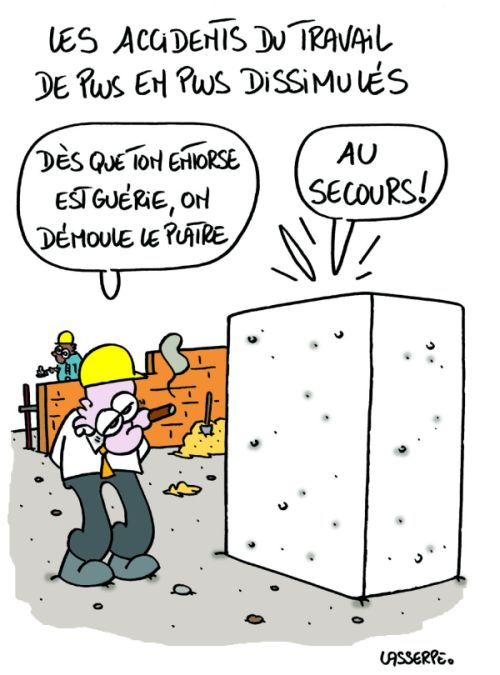 LES ACCIDENTS DU TRAVAIL
DE PLUS EN PLUS DISSIMULÉS
DÈS QUE TON ENTORSE
EST GUÉRIE, ON
DÉMOULE LE PLÂTRE
AU
SECOURS!
LASSERPE.